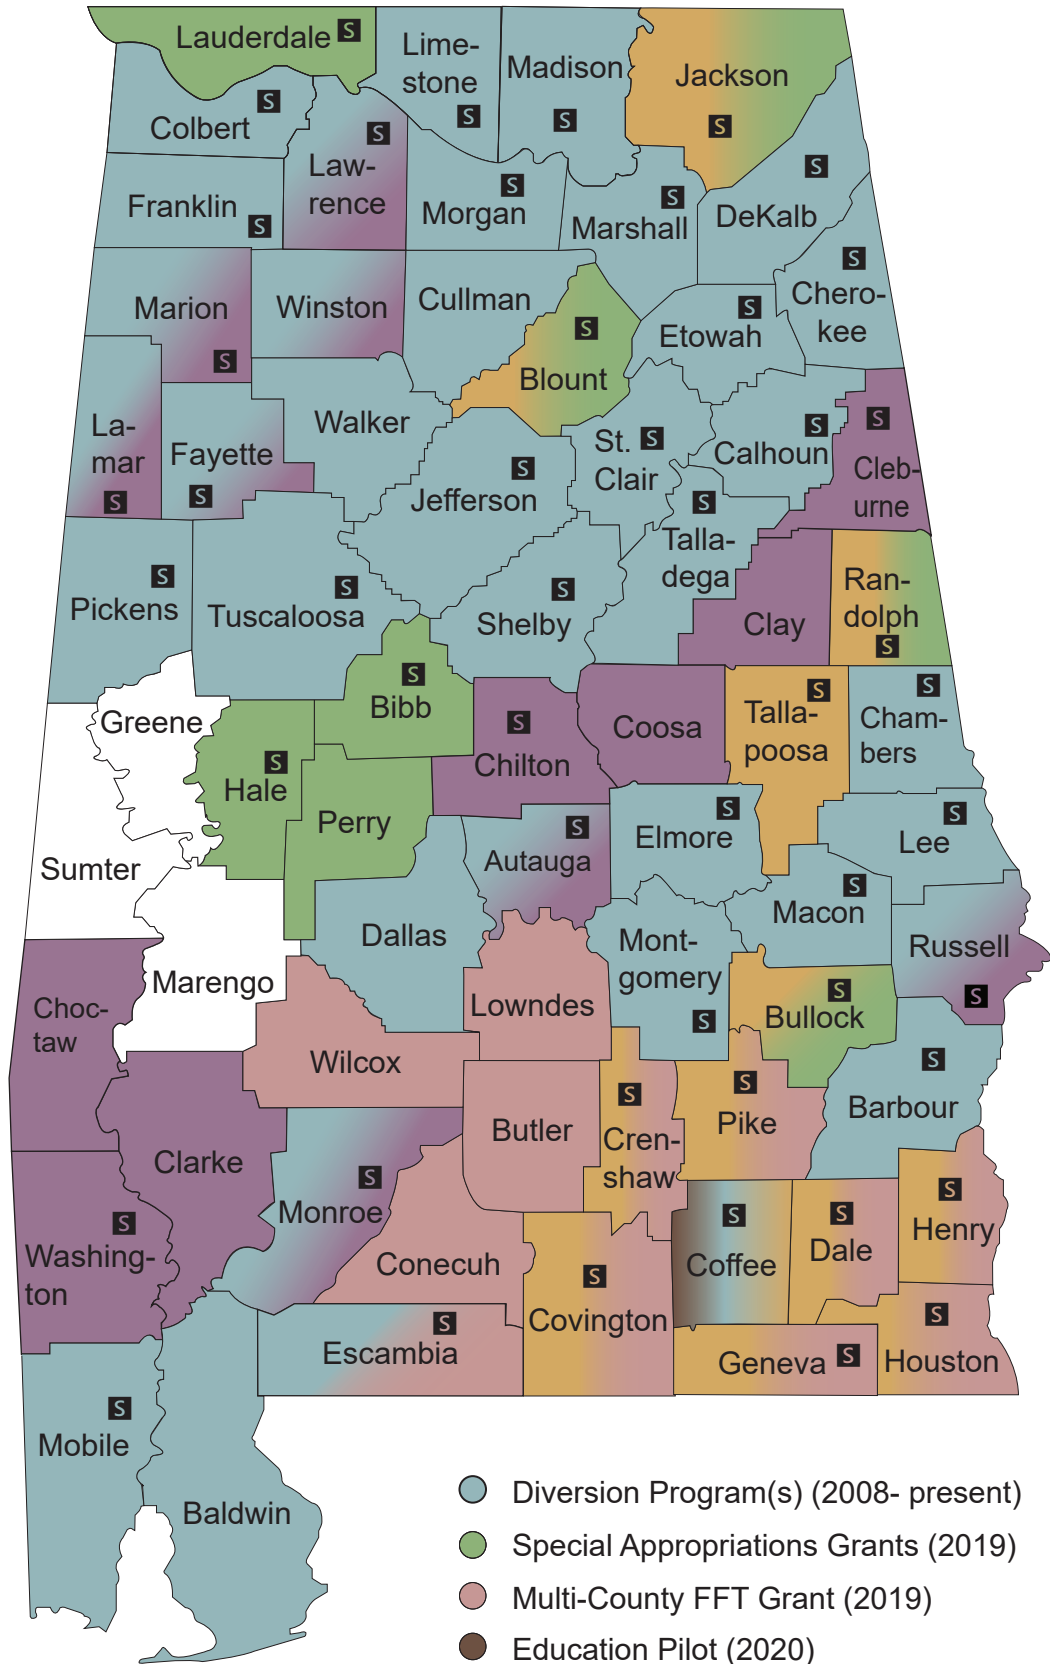 Lauderdale S
Lime-
stone
S
Madison
S
Jackson
S
Colbert S
Law-
rence
S
Franklin S
Morgan S
Marshall S
DeKalb S
Chero-
kee
S
Marion
S
Winston
Cullman
Blount S
Etowah S
La-
mar
S
Fayette
S
Walker
Jefferson S
St.
Clair
S
Calhoun S
Cleb-
urne
S
Talla-
dega
S
Pickens S
Tuscaloosa S
Shelby S
Clay
Ran-
dolph
S
Greene
Bibb S
Chilton S
Coosa
Talla-
poosa
S
Cham-
bers
S
Hale S
Perry
Sumter
Autauga S
Elmore S
Lee S
Macon S
Dallas
Mont-
gomery
S
Russell
S
Marengo
Choc-
taw
Lowndes
Bullock S
Wilcox
Barbour S
Butler
Cren-
shaw
S
Pike S
Clarke
Monroe S
Washing-
ton
S
Conecuh
Coffee S
Dale S
Henry S
Covington S
Escambia S
Geneva S
Houston S
Mobile S
Baldwin
Diversion Program(s) (2008- present)
Special Appropriations Grants (2019)
Multi-County FFT Grant (2019)
Education Pilot (2020)